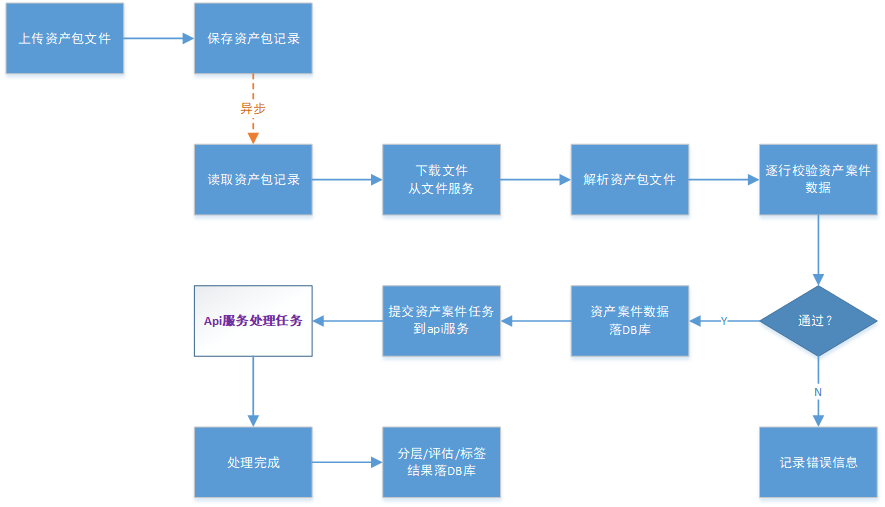 上传资产包文件
保存资产包记录
异步
读取资产包记录
下载文件
从文件服务
解析资产包文件
逐行校验资产案件
数据
Api服务处理任务
提交资产案件任务
到api服务
资产案件数据
落DB库
Y
通过？
N
处理完成
分层/评估/标签
结果落DB库
记录错误信息